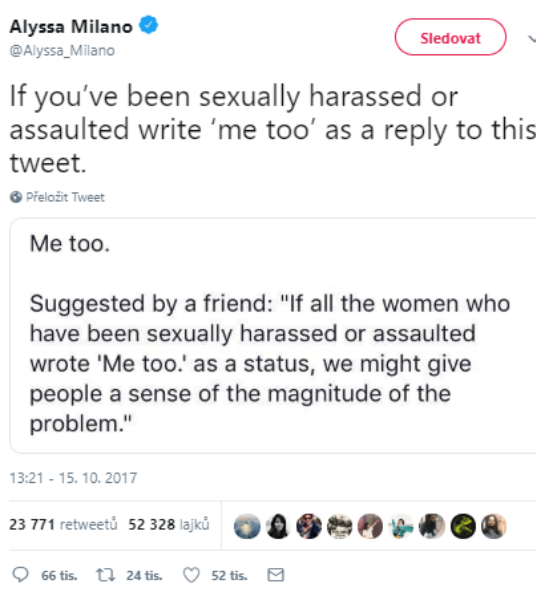 Alyssa Milano
@Alyssa_Milano
Sledovat
If you've been sexually harassed or
assaulted write 'me too' as a reply to this
tweet.
Přeložit Tweet
Me too.
Suggested by a friend: "If all the women who
have been sexually harassed or assaulted
wrote 'Me too.' as a status, we might give
people a sense of the magnitude of the
problem."
13:21 - 15. 10. 2017
23 771 retweetů 52 328 lajků
66 tis. 24 tis. 52 tis.